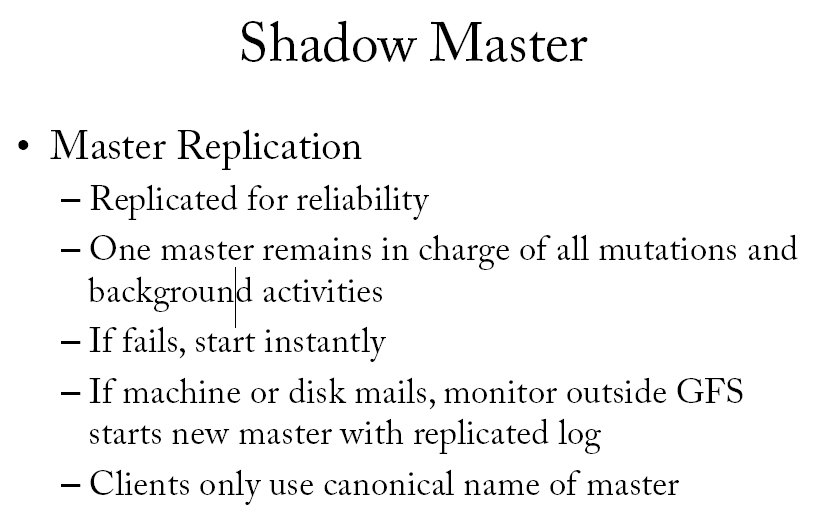 Shadow Master
• Master Replication
– Replicated for reliability
– One master remains in charge of all mutations and
background activities
– If fails, start instantly
– If machine or disk mails, monitor outside GFS
starts new master with replicated log
– Clients only use canonical name of master